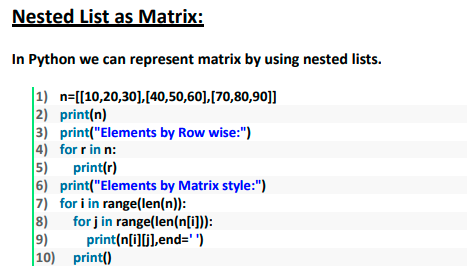 Nested List as Matrix:
In Python we can represent matrix by using nested lists.
1) n=[[10,20,30],[40,50,60],[70,80,90]]
2) print(n)
3) print("Elements by Row wise:")
4) for r in n:
5) print(r)
6) print("Elements by Matrix style:")
7) for i in range(len(n)):
8) for j in range(len(n[i])):
9) print(n[i][j],end=' ')
10) print()